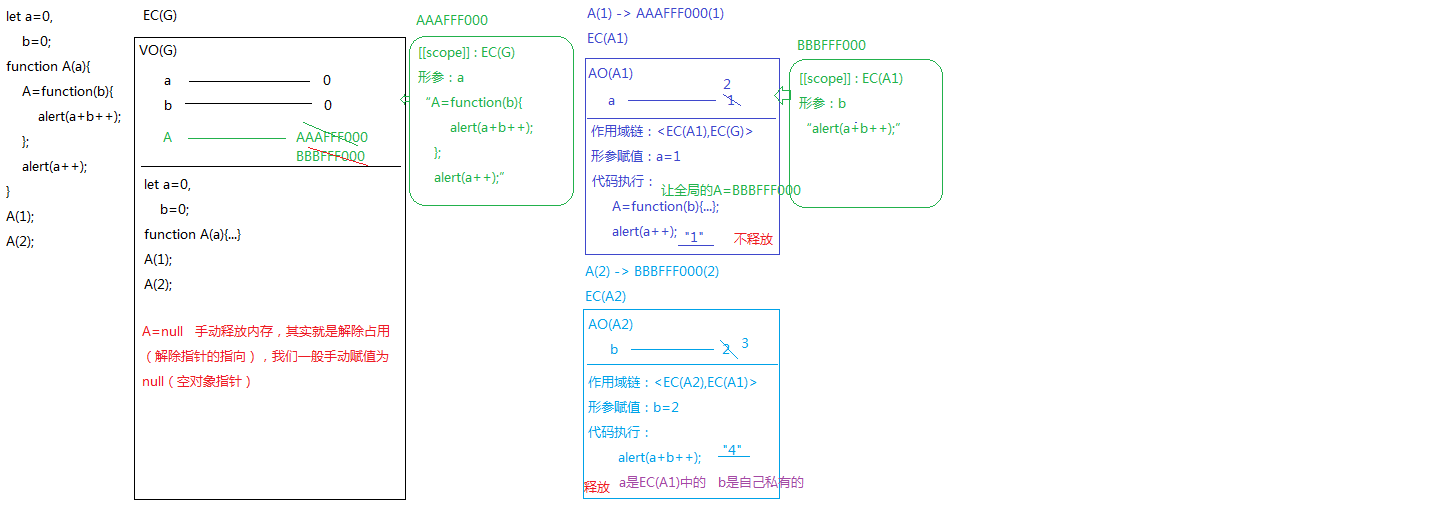 let a=0,
b=0;
function A(a){
A=function(b){
alert(a+b++);
};
alert(a++);
}
A(1);
A(2);
EC(G)
VO(G)
a 0
b 0
A AAAFFF000
BBBFFF000
let a=0,
b=0;
function A(a){...}
A(1);
A(2);
A=null 手动释放内存，其实就是解除占用
（解除指针的指向），我们一般手动赋值为
null（空对象指针）
AAAFFF000
[[scope]] : EC(G)
形参：a
“A=function(b){
alert(a+b++);
};
alert(a++);”
A(1) -> AAAFFF000(1)
EC(A1)
AO(A1)
2
a 1
作用域链：<EC(A1),EC(G)>
形参赋值：a=1
代码执行：
让全局的A=BBBFFF000
A=function(b){...};
alert(a++); "1" 不释放
BBBFFF000
[[scope]] : EC(A1)
形参：b
“alert(a+b++);”
A(2) -> BBBFFF000(2)
EC(A2)
AO(A2)
b 2 3
作用域链：<EC(A2),EC(A1)>
形参赋值：b=2
代码执行：
alert(a+b++); "4"
释放 a是EC(A1)中的 b是自己私有的